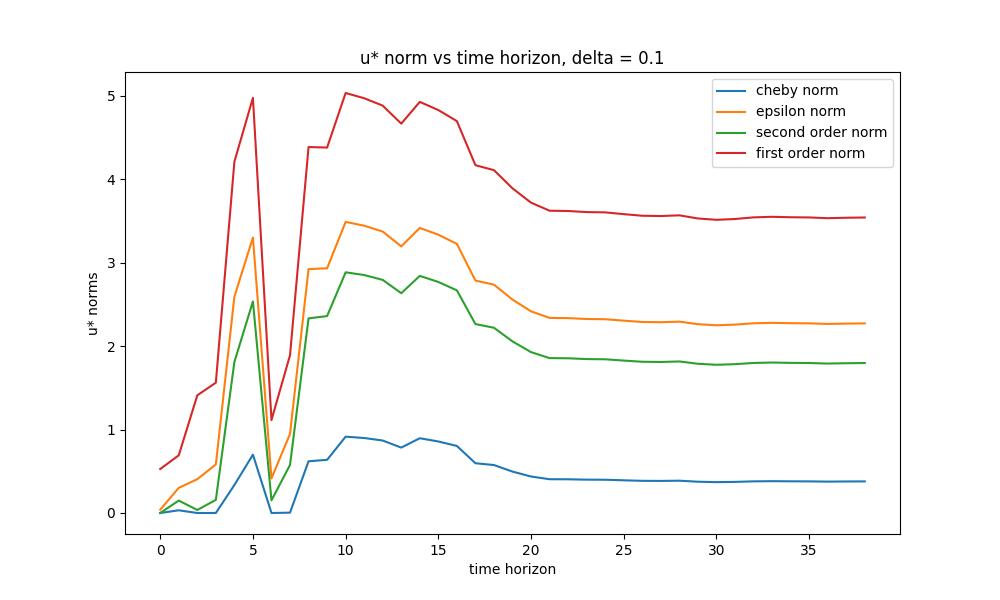 u* norm vs time horizon, delta = 0.1
cheby norm
epsilon norm
second order norm
first order norm
u* norms
5
4
3
2
1
0
0 5 10 15 20 25 30 35
time horizon